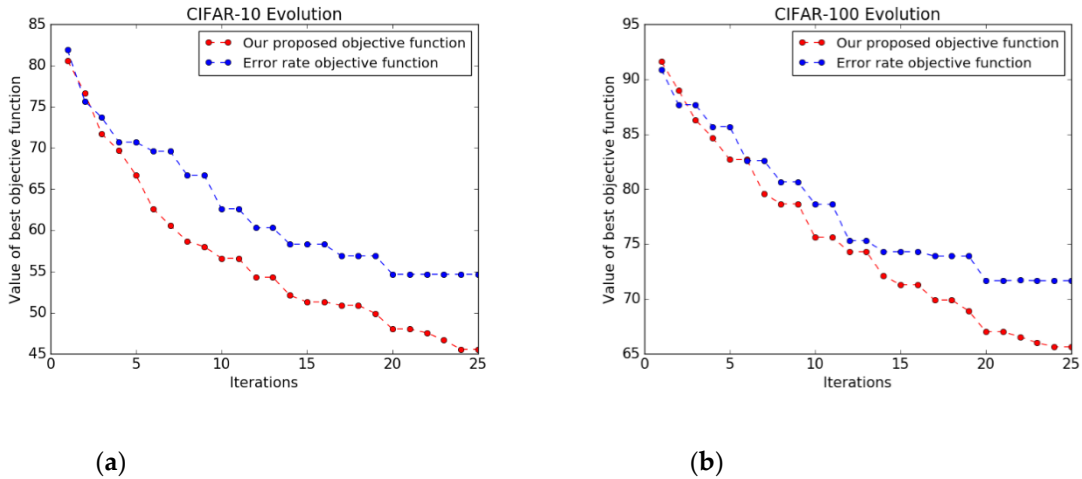 CIFAR-10 Evolution
85
80
75
70
65
60
55
50
45
Value of best objective function
Our proposed objective function
Error rate objective function
0
5
10
15
20
25
Iterations
(a)
CIFAR-100 Evolution
95
90
85
80
75
70
65
Value of best objective function
Our proposed objective function
Error rate objective function
0
5
10
15
20
25
Iterations
(b)